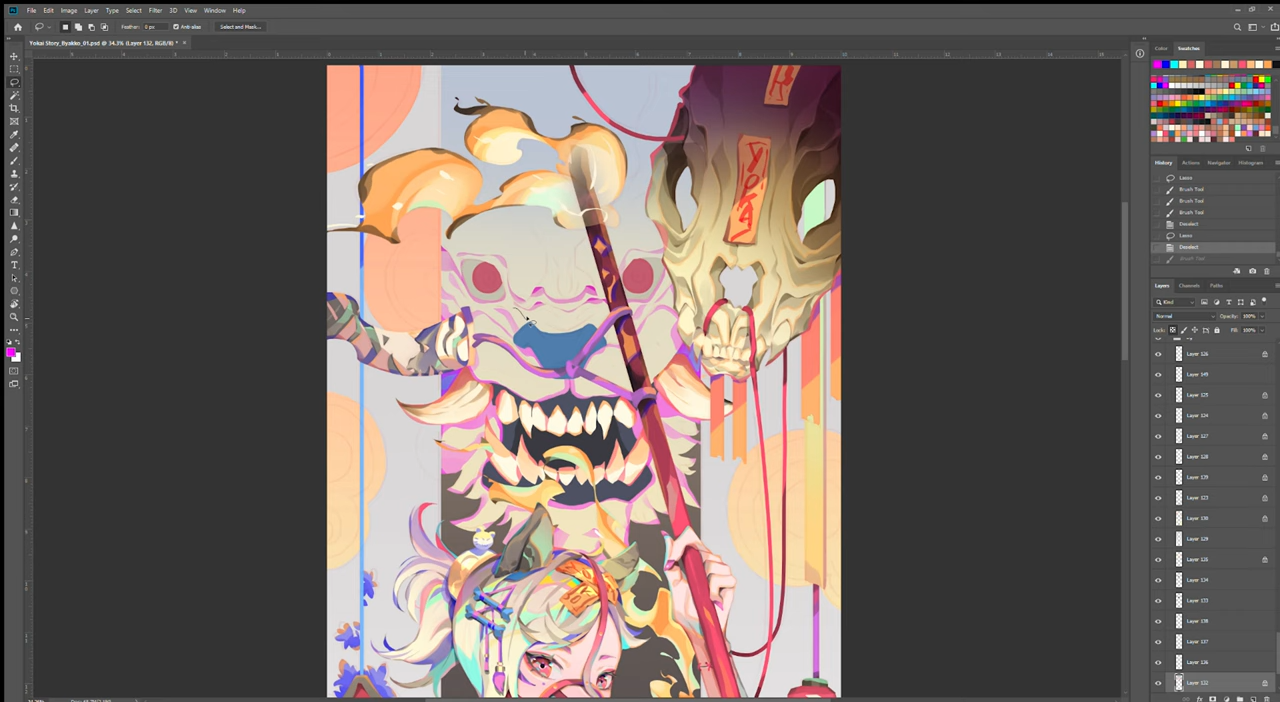 File Edit Image Layer Type Select Filter 3D View Window Help
Feather: 0 px Anti-alias Select and Mask...
Yokai Story_Byakko_01.psd @ 34.3% (Layer 132, RGB/8) *
Color Swatches
History Actions Navigator Histogram
Lasso
Brush Tool
Brush Tool
Brush Tool
Deselect
Lasso
Deselect
Brush Tool
Layers Channels Paths
Kind
Normal Opacity: 100%
Lock: Fill: 100%
Layer 126
Layer 149
Layer 125
Layer 124
Layer 127
Layer 128
Layer 139
Layer 123
Layer 130
Layer 129
Layer 134
Layer 133
Layer 138
Layer 137
Layer 136
Layer 132
YOKAI